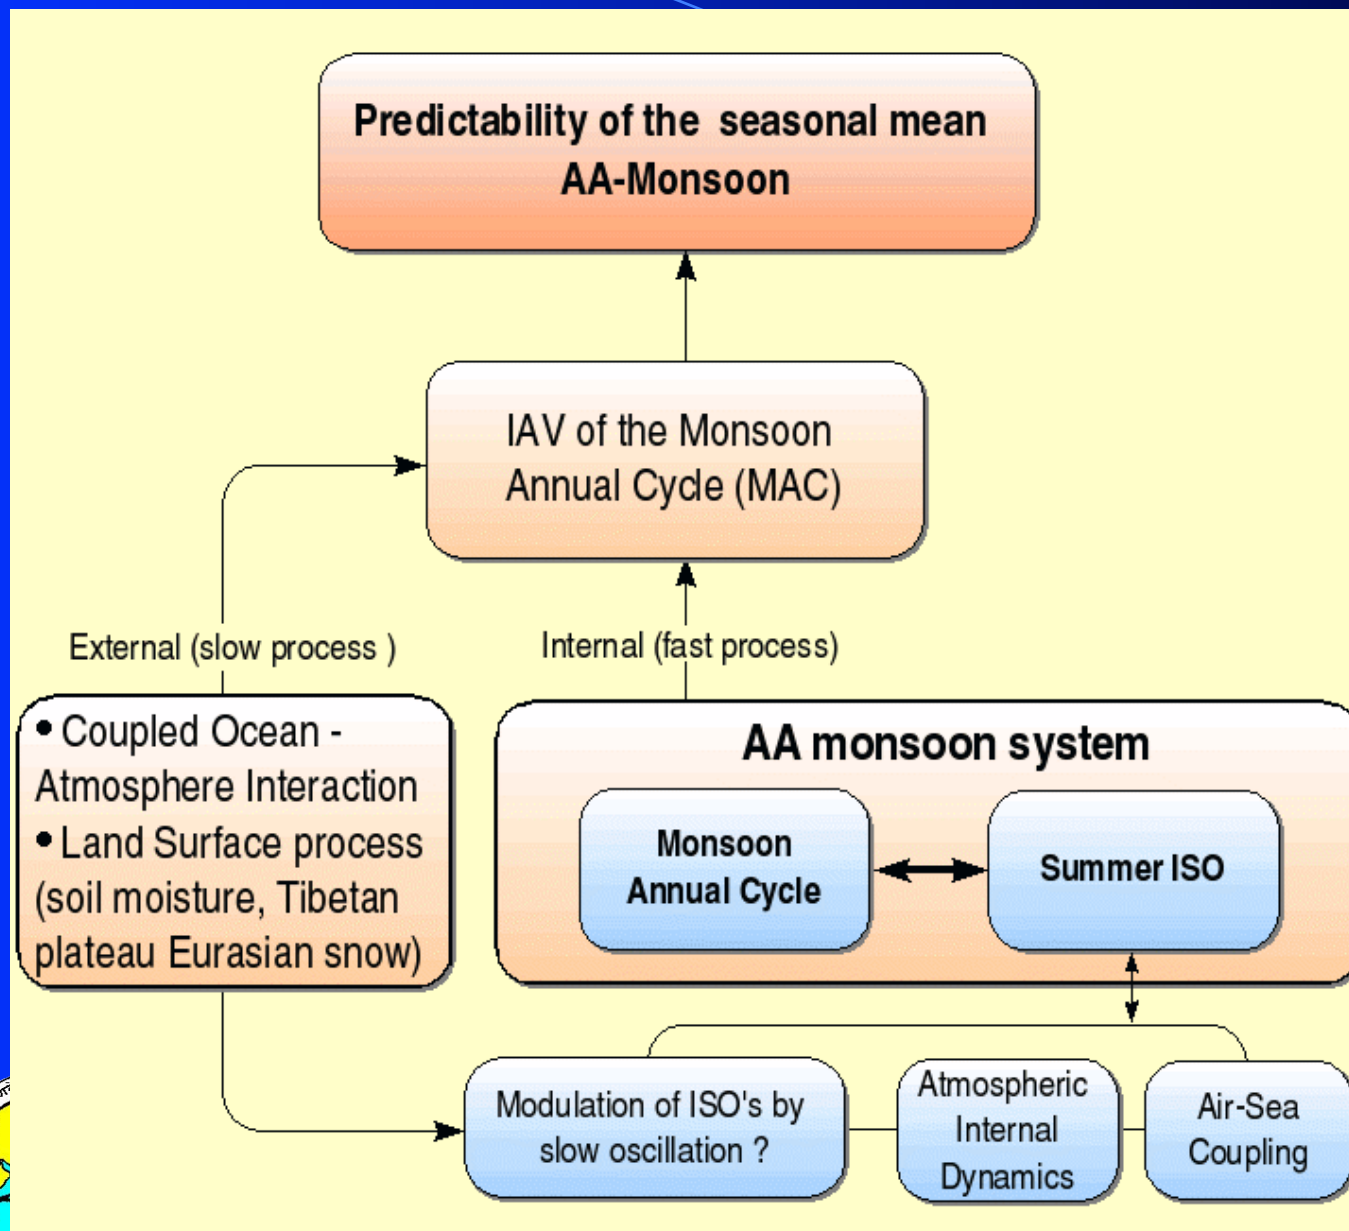 Predictability of the seasonal mean
AA-Monsoon
IAV of the Monsoon
Annual Cycle (MAC)
External (slow process )
Internal (fast process)
• Coupled Ocean -
Atmosphere Interaction
• Land Surface process
(soil moisture, Tibetan
plateau Eurasian snow)
AA monsoon system
Monsoon
Annual Cycle
Summer ISO
Modulation of ISO's by
slow oscillation ?
Atmospheric
Internal
Dynamics
Air-Sea
Coupling